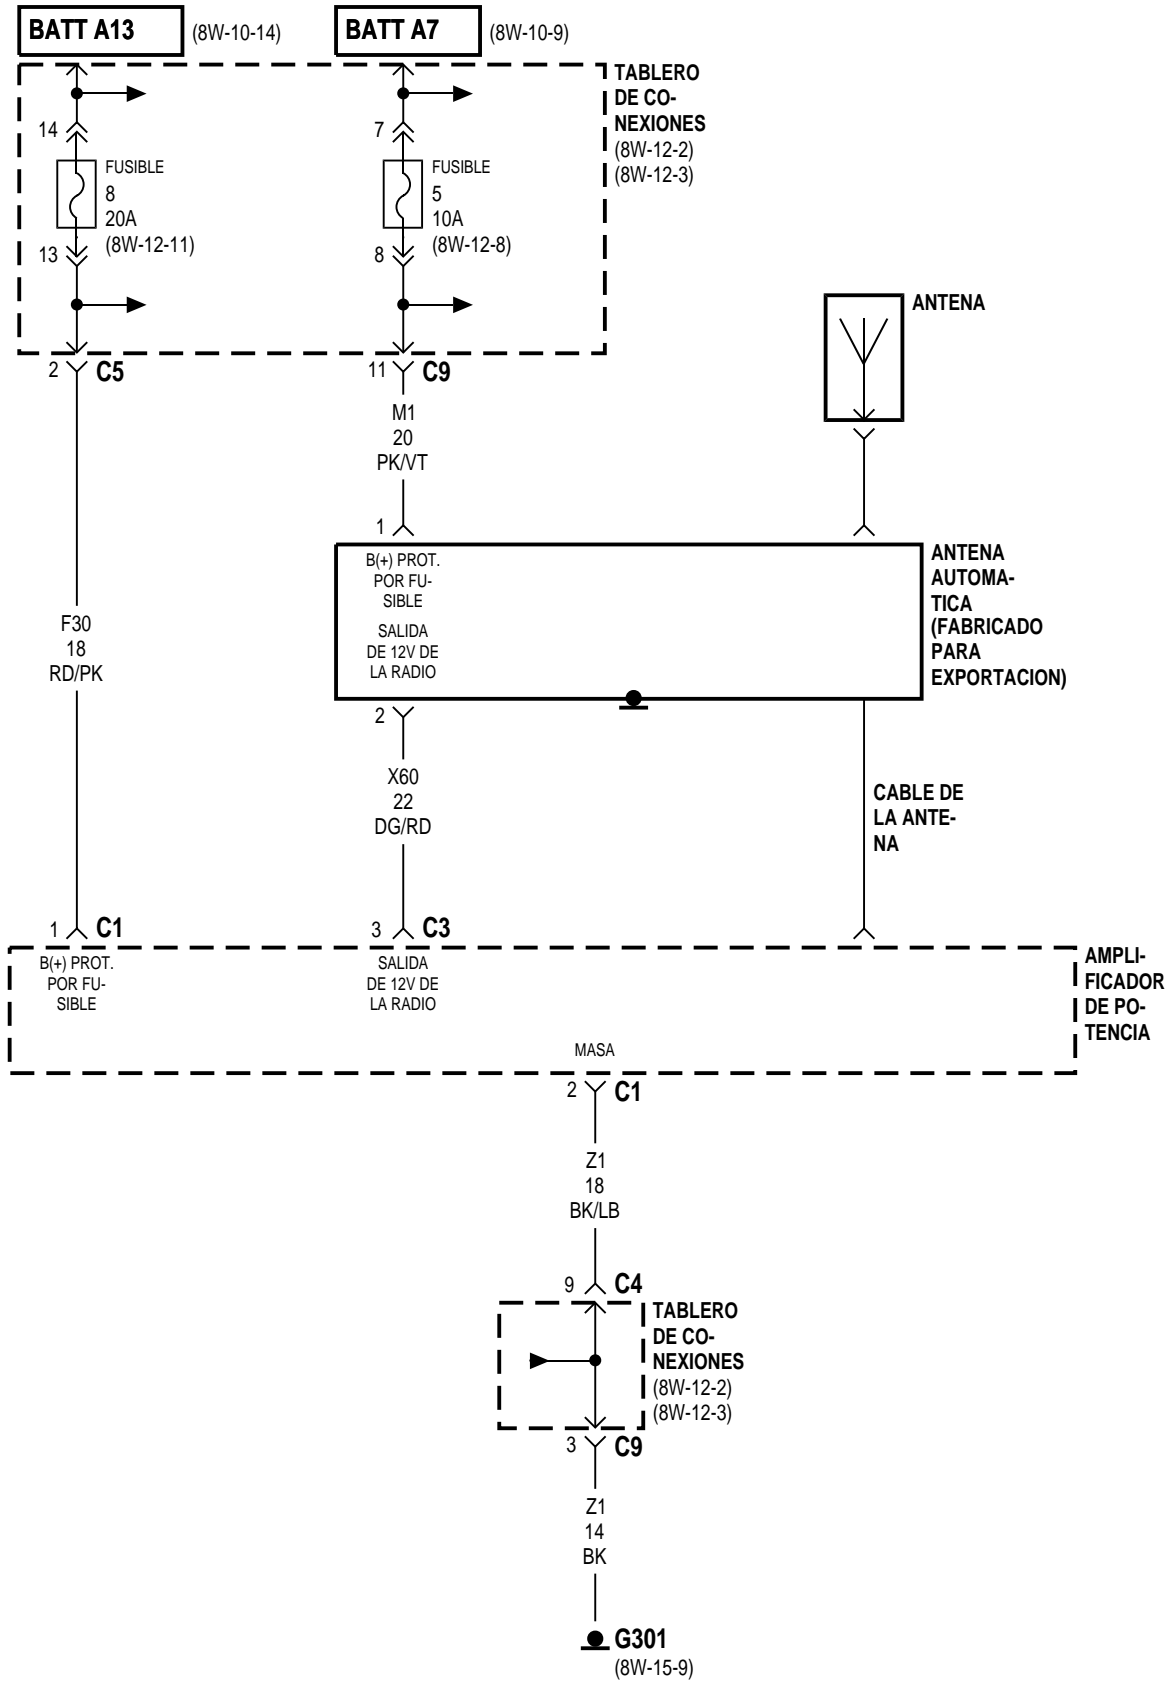 BATT A13 (8W-10-14)
BATT A7 (8W-10-9)
TABLERO
DE CO-
NEXIONES
(8W-12-2)
(8W-12-3)
14
FUSIBLE
8
20A
(8W-12-11)
13
7
FUSIBLE
5
10A
(8W-12-8)
8
ANTENA
2 C5
11 C9
M1
20
PK/VT
1
B(+) PROT.
POR FU-
SIBLE
SALIDA
DE 12V DE
LA RADIO
ANTENA
AUTOMA-
TICA
(FABRICADO
PARA
EXPORTACION)
F30
18
RD/PK
2
X60
22
DG/RD
CABLE DE
LA ANTE-
NA
1 C1
3 C3
B(+) PROT.
POR FU-
SIBLE
SALIDA
DE 12V DE
LA RADIO
MASA
AMPLI-
FICADOR
DE PO-
TENCIA
2 C1
Z1
18
BK/LB
9 C4
TABLERO
DE CO-
NEXIONES
(8W-12-2)
(8W-12-3)
3 C9
Z1
14
BK
G301
(8W-15-9)